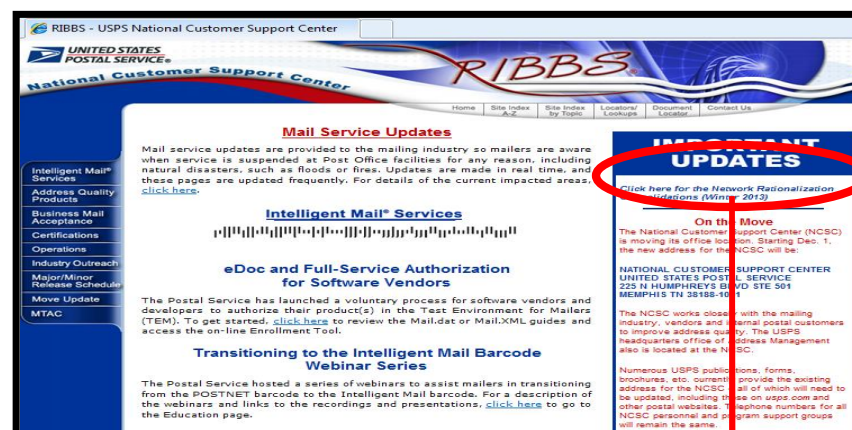 RIBBS - USPS National Customer Support Center
UNITED STATES
POSTAL SERVICE®
National Customer Support Center
RIBBS
Home
Site Index
A-Z
Site Index
by Topic
Locators/
Lookups
Document
Locator
Contact Us
Intelligent Mail®
Services
Address Quality
Products
Business Mail
Acceptance
Certifications
Operations
Industry Outreach
Major/Minor
Release Schedule
Move Update
MTAC
Mail Service Updates
Mail service updates are provided to the mailing industry so mailers are aware
when service is suspended at Post Office facilities for any reason, including
natural disasters, such as floods or fires. Updates are made in real time, and
these pages are updated frequently. For details of the current impacted areas,
click here.
Intelligent Mail® Services
eDoc and Full-Service Authorization
for Software Vendors
The Postal Service has launched a voluntary process for software vendors and
developers to authorize their product(s) in the Test Environment for Mailers
(TEM). To get started, click here to review the Mail.dat or Mail.XML guides and
access the on-line Enrollment Tool.
Transitioning to the Intelligent Mail Barcode
Webinar Series
The Postal Service hosted a series of webinars to assist mailers in transitioning
from the POSTNET barcode to the Intelligent Mail barcode. For a description of
the webinars and links to the recordings and presentations, click here to go to
the Education page.
IMPORTANT
UPDATES
Click here for the Network Rationalization
Consolidations (Winter 2013)
On the Move
The National Customer Support Center (NCSC)
is moving its office location. Starting Dec. 1,
the new address for the NCSC will be:
NATIONAL CUSTOMER SUPPORT CENTER
UNITED STATES POSTAL SERVICE
225 N HUMPHREYS BLVD STE 501
MEMPHIS TN 38188-1001
The NCSC works closely with the mailing
industry, vendors and internal postal customers
to improve address quality. The USPS
headquarters office of Address Management
also is located at the NCSC.
Numerous USPS publications, forms,
brochures, etc. currently provide the existing
address for the NCSC all of which will need to
be updated, including those on usps.com and
other postal websites. Telephone numbers for all
NCSC personnel and program support groups
will remain the same.